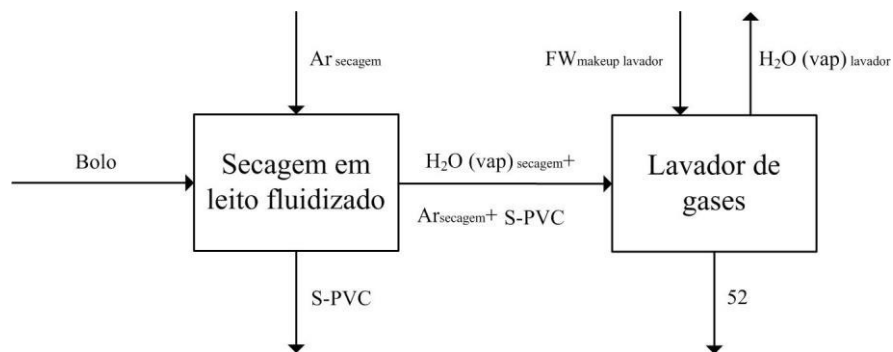 Ar secagem
FWmakeup lavador
H₂O (vap) lavador
Bolo
Secagem em
leito fluidizado
H₂O (vap) secagem+
Arsecagem+ S-PVC
Lavador de
gases
S-PVC
52